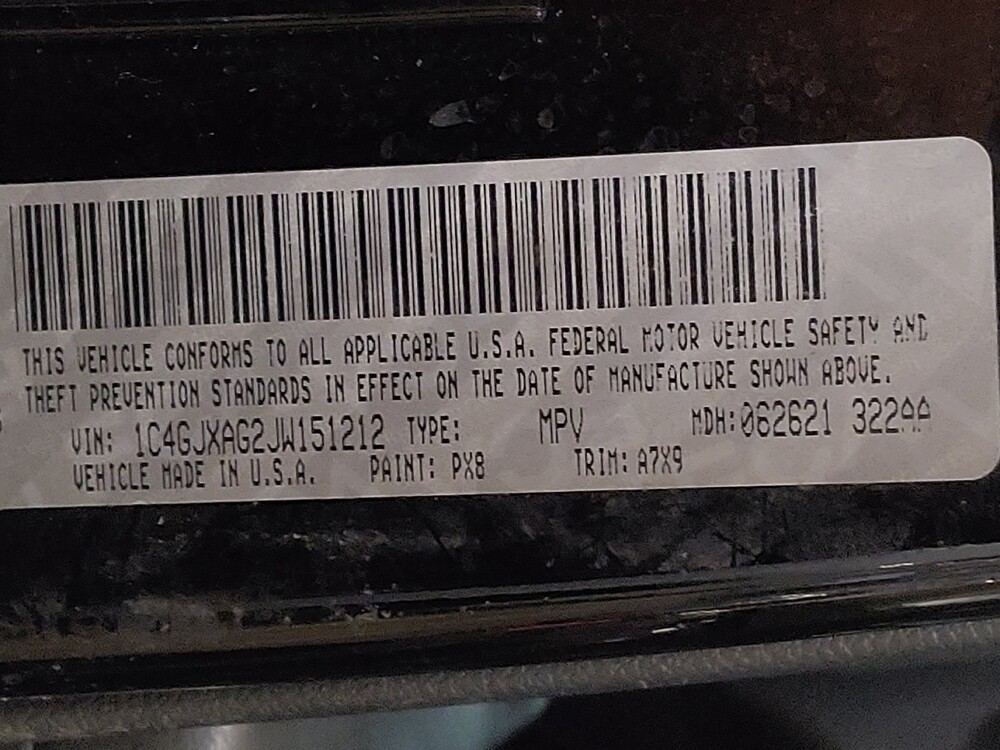 THIS VEHICLE CONFORMS TO ALL APPLICABLE U.S.A. FEDERAL MOTOR VEHICLE SAFETY AND
THEFT PREVENTION STANDARDS IN EFFECT ON THE DATE OF MANUFACTURE SHOWN ABOVE.
VIN: 1C4GJXAG2JW151212 TYPE: MPV MDH:062621 322AA
VEHICLE MADE IN U.S.A. PAINT: PX8 TRIM: A7X9